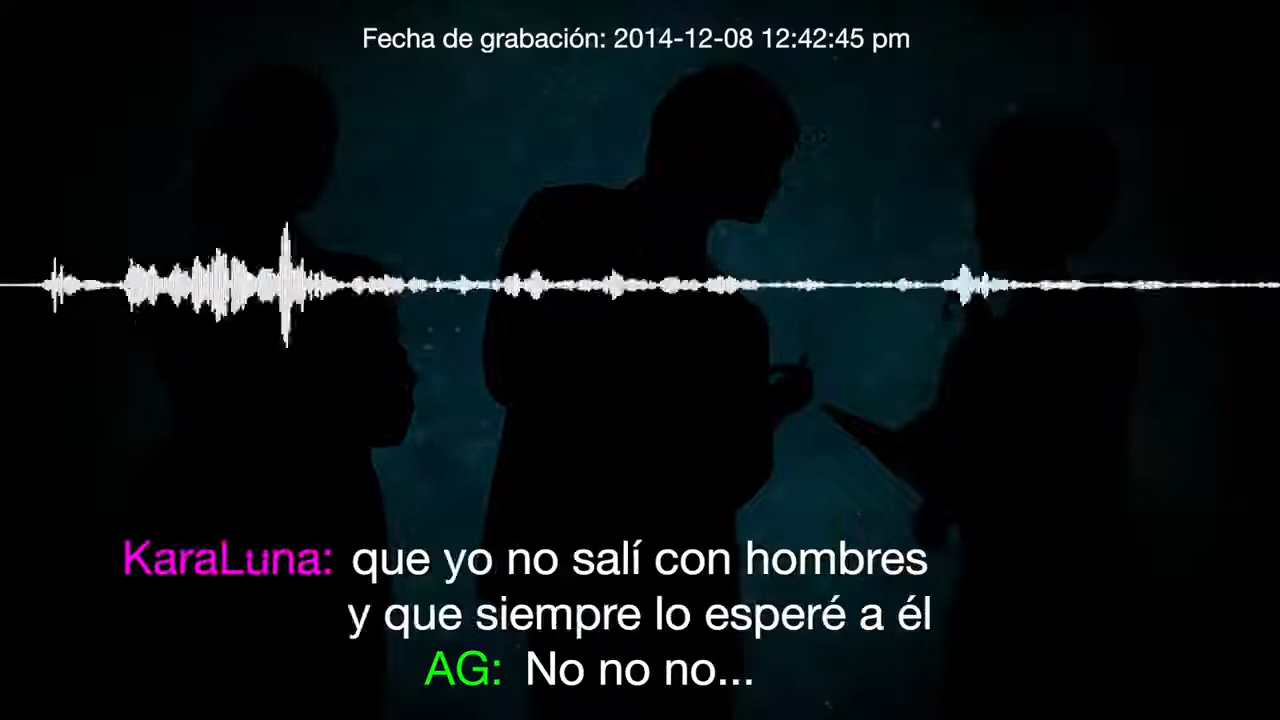 Fecha de grabación: 2014-12-08 12:42:45 pm
KaraLuna: que yo no salí con hombres
y que siempre lo esperé a él
AG: No no no...